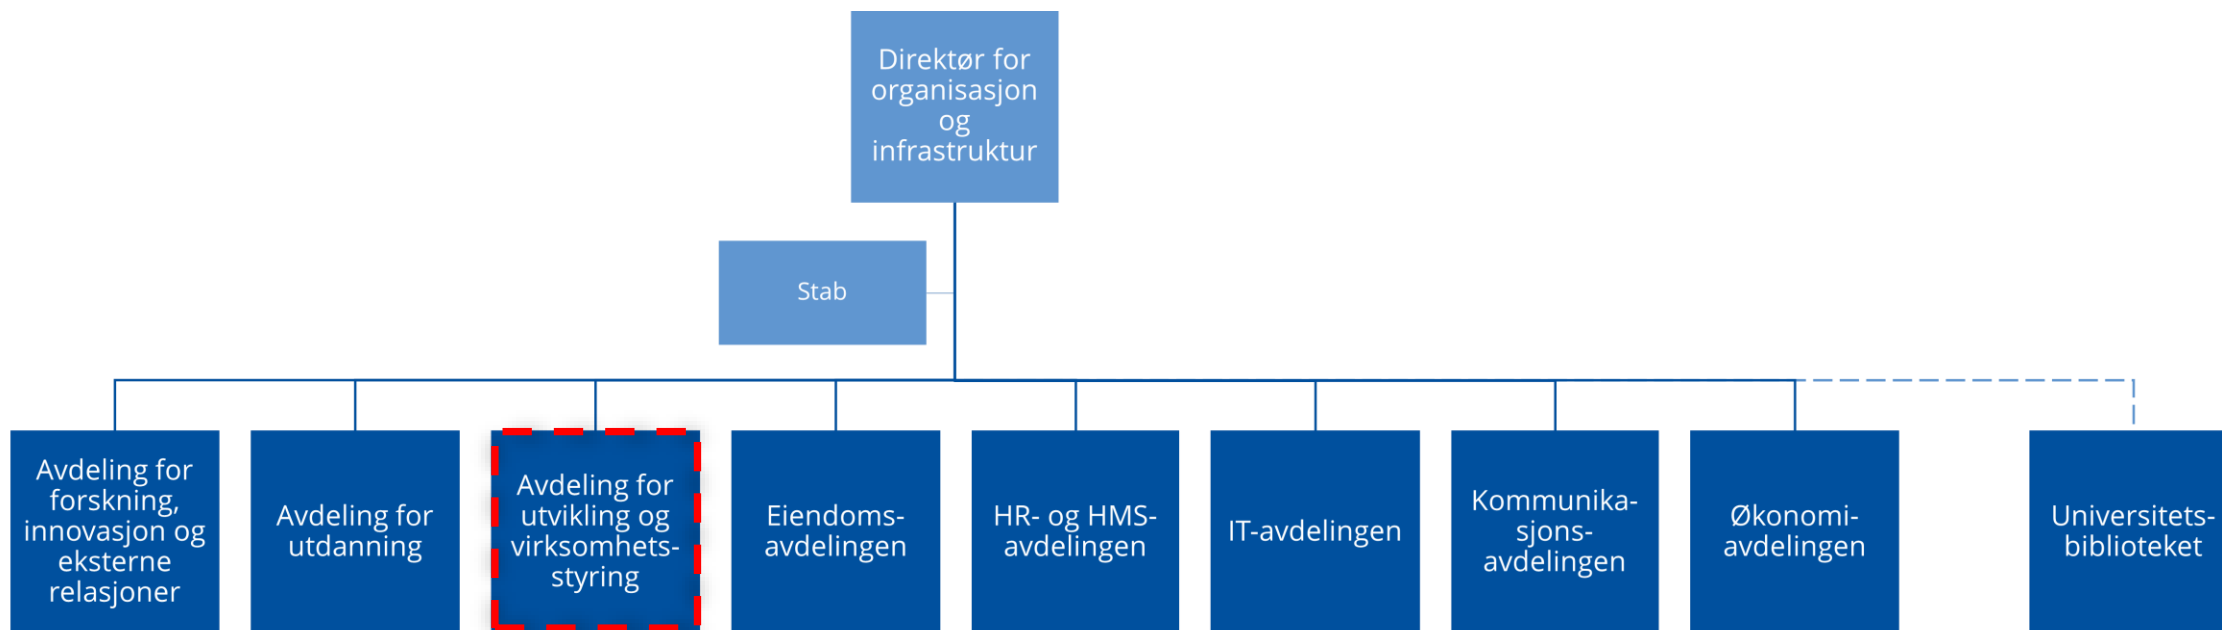 Direktør for
organisasjon
og
infrastruktur
Stab
Avdeling for
forskning,
innovasjon og
eksterne
relasjoner
Avdeling for
utdanning
Avdeling for
utvikling og
virksomhets-
styring
Eiendoms-
avdelingen
HR- og HMS-
avdelingen
IT-avdelingen
Kommunika-
sjons-
avdelingen
Økonomi-
avdelingen
Universitets-
biblioteket